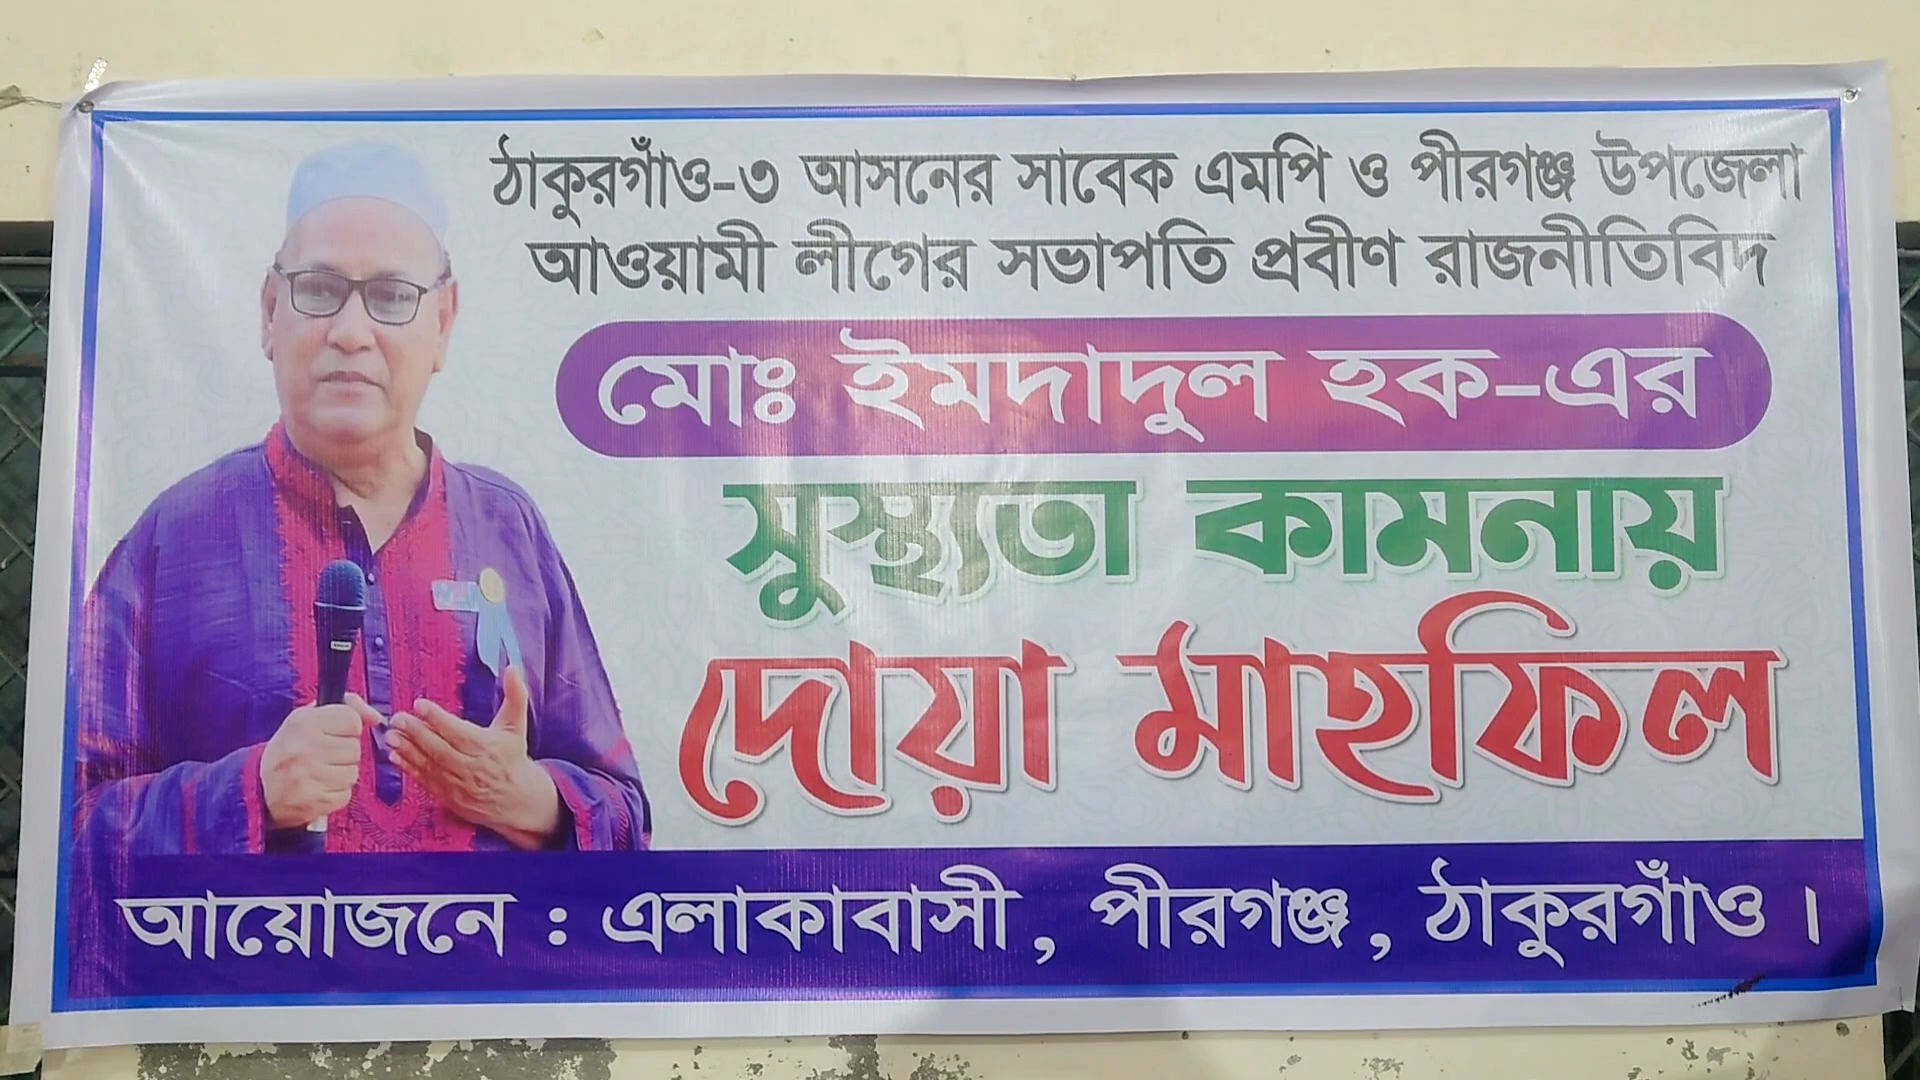 ঠাকুরগাঁও-৩ আসনের সাবেক এমপি ও পীরগঞ্জ উপজেলা
আওয়ামী লীগের সভাপতি প্রবীণ রাজনীতিবিদ
মোঃ ইমদাদুল হক-এর
সুস্থ্যতা কামনায়
দোয়া মাহফিল
আয়োজনে : এলাকাবাসী, পীরগঞ্জ, ঠাকুরগাঁও।